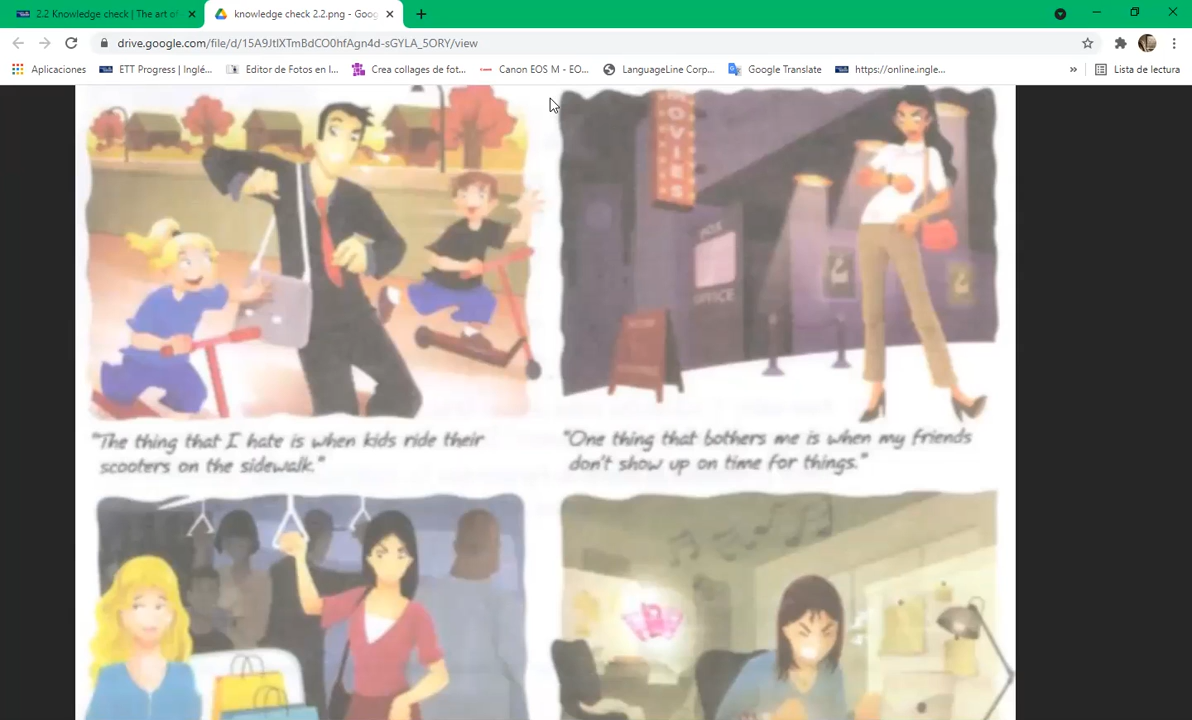 2.2 Knowledge check | The art of
knowledge check 2.2.png - Goog
drive.google.com/file/d/15A9JtlXTmBdCO0hfAgn4d-sGYLA_5ORY/view
Aplicaciones
ETT Progress | Inglé...
Editor de Fotos en l...
Crea collages de fot...
Canon EOS M - EO...
LanguageLine Corp...
Google Translate
https://online.ingle...
»
Lista de lectura
MOVIES
BOX
OFFICE
"The thing that I hate is when kids ride their
scooters on the sidewalk."
"One thing that bothers me is when my friends
don't show up on time for things."